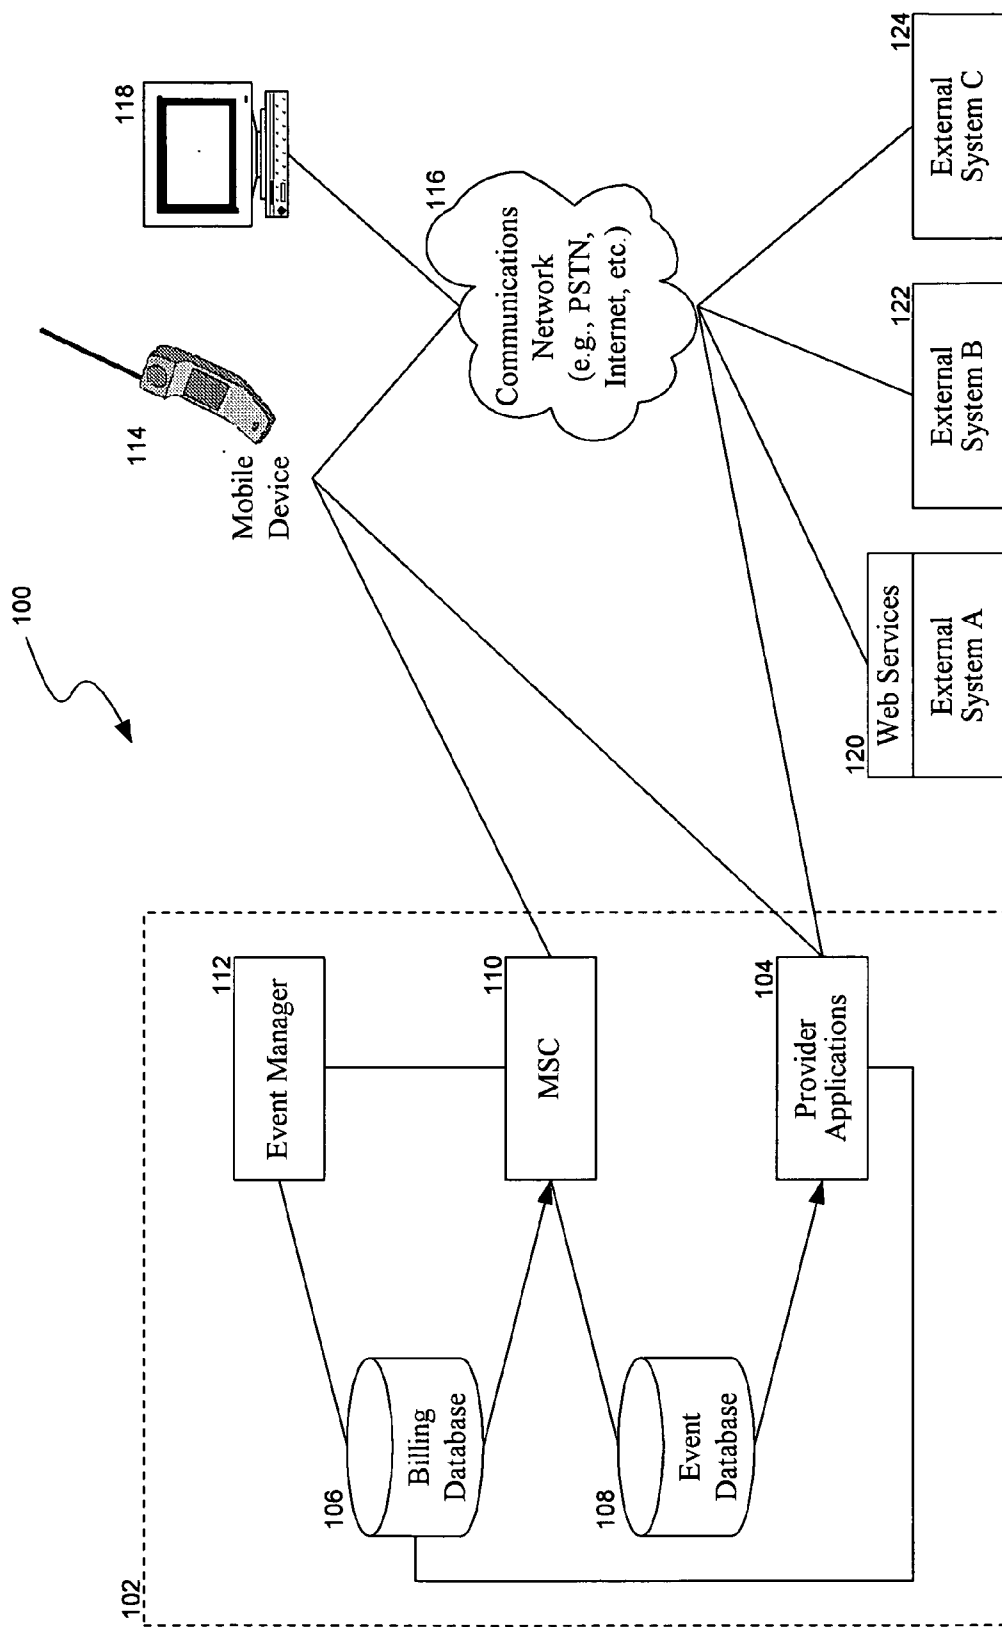 100
102
112
Event Manager
106
Billing
Database
110
MSC
108
Event
Database
104
Provider
Applications
114
Mobile
Device
118
116
Communications
Network
(e.g., PSTN,
Internet, etc.)
120
Web Services
External
System A
122
External
System B
124
External
System C